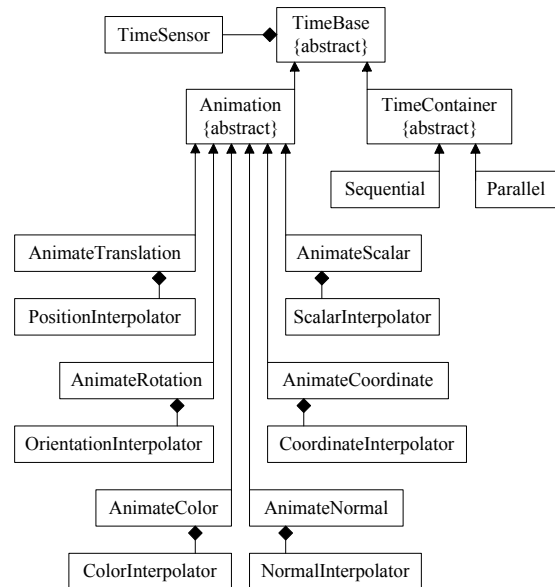 TimeSensor
TimeBase
{abstract}
Animation
{abstract}
TimeContainer
{abstract}
Sequential
Parallel
AnimateTranslation
AnimateScalar
PositionInterpolator
ScalarInterpolator
AnimateRotation
AnimateCoordinate
OrientationInterpolator
CoordinateInterpolator
AnimateColor
AnimateNormal
ColorInterpolator
NormalInterpolator